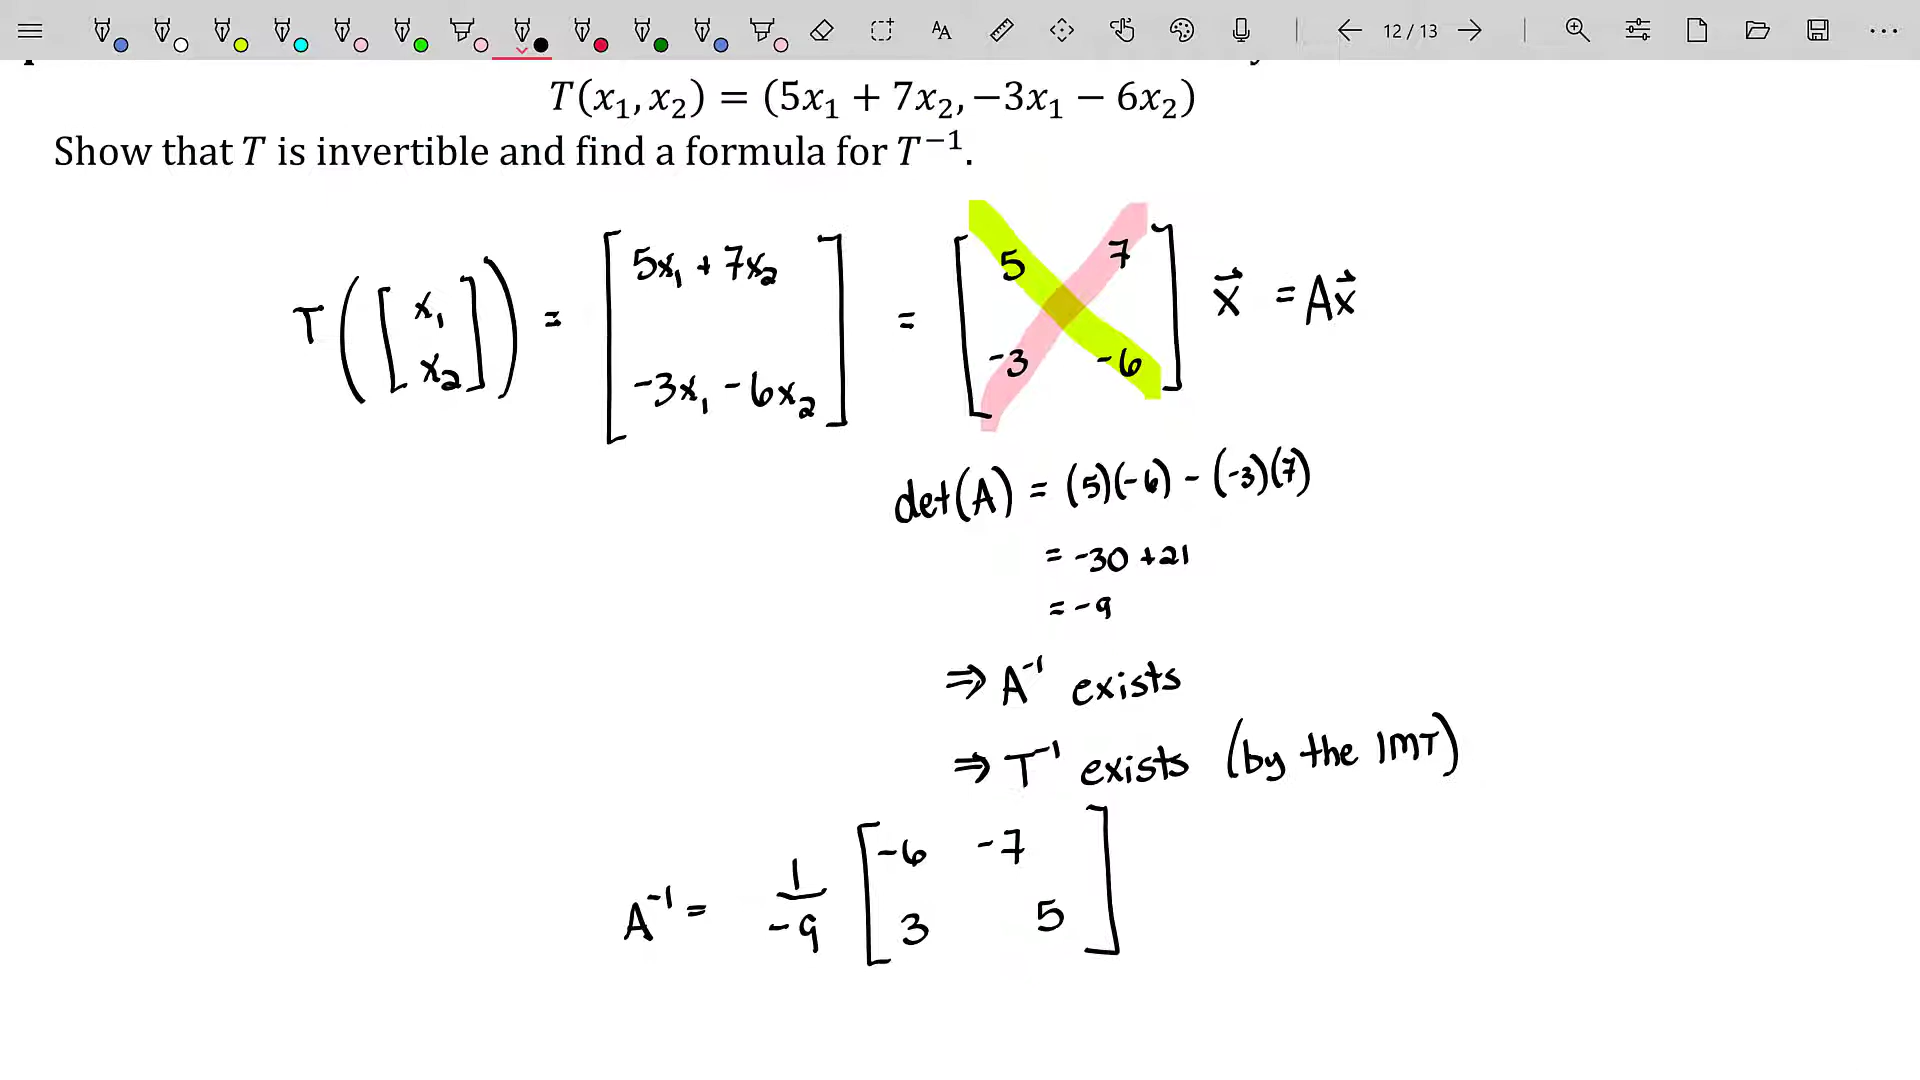 12 / 13
T(x₁, x₂) = (5x₁ + 7x₂, −3x₁ − 6x₂)
Show that T is invertible and find a formula for T⁻¹.
T([x₁ x₂]) = [5x₁ + 7x₂ -3x₁ - 6x₂] = [5 7 -3 -6] x⃗ = Ax⃗
det(A) = (5)(-6) - (-3)(7)
= -30 + 21
= -9
⇒ A⁻¹ exists
⇒ T⁻¹ exists (by the IMT)
A⁻¹ = 1/-9 [-6 -7 3 5]